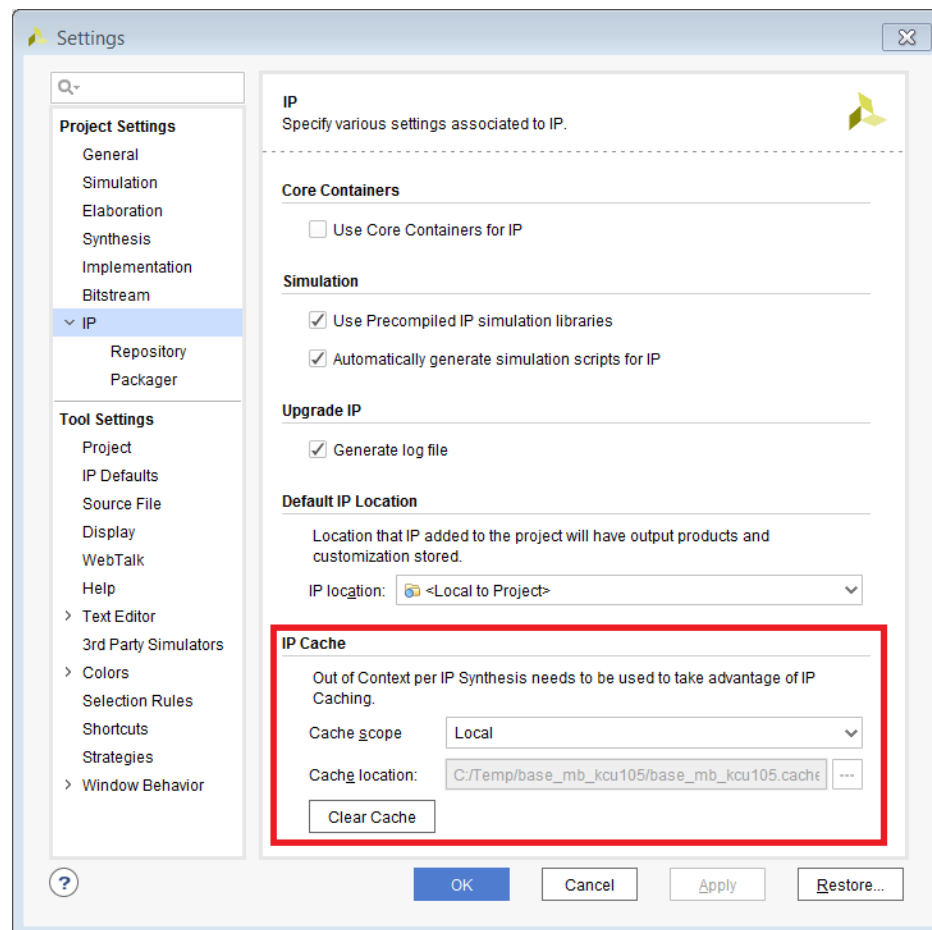 Settings
Project Settings
General
Simulation
Elaboration
Synthesis
Implementation
Bitstream
IP
Repository
Packager
Tool Settings
Project
IP Defaults
Source File
Display
WebTalk
Help
Text Editor
3rd Party Simulators
Colors
Selection Rules
Shortcuts
Strategies
Window Behavior
IP
Specify various settings associated to IP.
Core Containers
Use Core Containers for IP
Simulation
Use Precompiled IP simulation libraries
Automatically generate simulation scripts for IP
Upgrade IP
Generate log file
Default IP Location
Location that IP added to the project will have output products and
customization stored.
IP location: <Local to Project>
IP Cache
Out of Context per IP Synthesis needs to be used to take advantage of IP
Caching.
Cache scope Local
Cache location: C:/Temp/base_mb_kcu105/base_mb_kcu105.cache ...
Clear Cache
? OK Cancel Apply Restore...